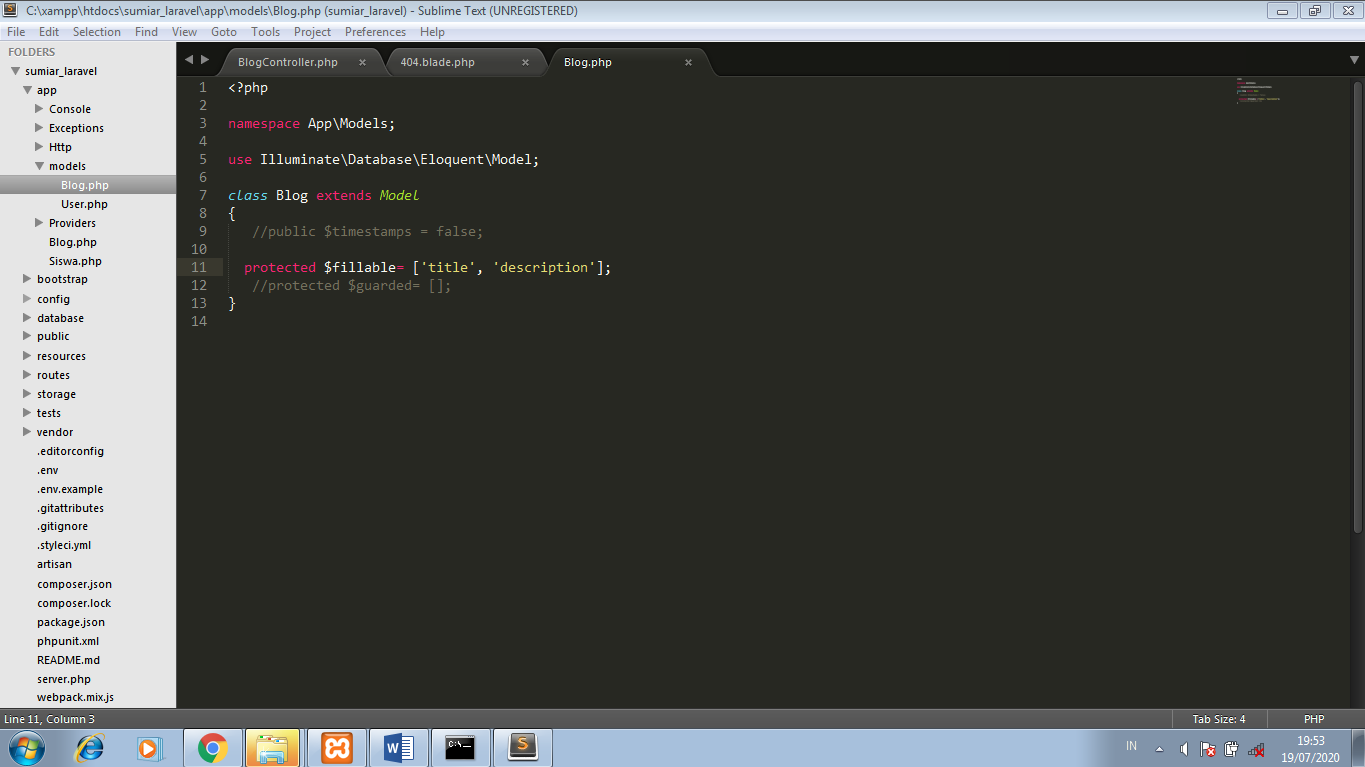 C:\xampp\htdocs\sumiar_laravel\app\models\Blog.php (sumiar_laravel) - Sublime Text (UNREGISTERED)
File Edit Selection Find View Goto Tools Project Preferences Help
FOLDERS
sumiar_laravel
app
Console
Exceptions
Http
models
Blog.php
User.php
Providers
Blog.php
Siswa.php
bootstrap
config
database
public
resources
routes
storage
tests
vendor
.editorconfig
.env
.env.example
.gitattributes
.gitignore
.styleci.yml
artisan
composer.json
composer.lock
package.json
phpunit.xml
README.md
server.php
webpack.mix.js
BlogController.php 404.blade.php Blog.php
1 <?php
2
3 namespace App\Models;
4
5 use Illuminate\Database\Eloquent\Model;
6
7 class Blog extends Model
8 {
9 //public $timestamps = false;
10
11 protected $fillable= ['title', 'description'];
12 //protected $guarded= [];
13 }
14
Line 11, Column 3 Tab Size: 4 PHP
IN 19:53
19/07/2020